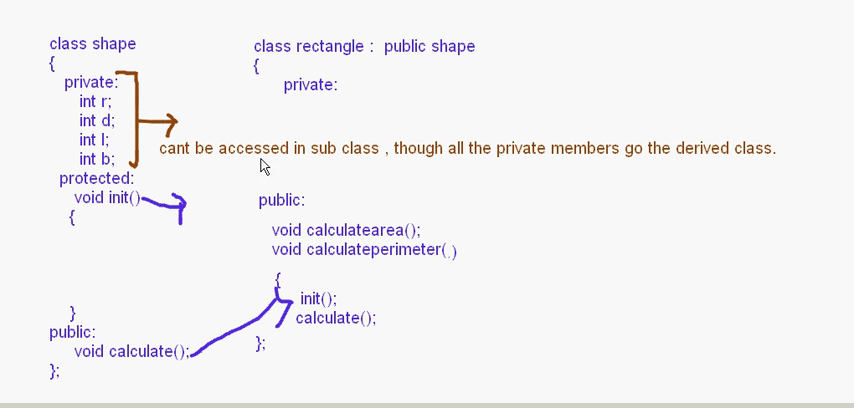 class shape
{
private:
int r;
int d;
int l;
int b;
protected:
void init()
{
}
public:
void calculate();
};
class rectangle : public shape
{
private:
cant be accessed in sub class , though all the private members go the derived class.
public:
void calculatearea();
void calculateperimeter(.)
{
init();
calculate();
};